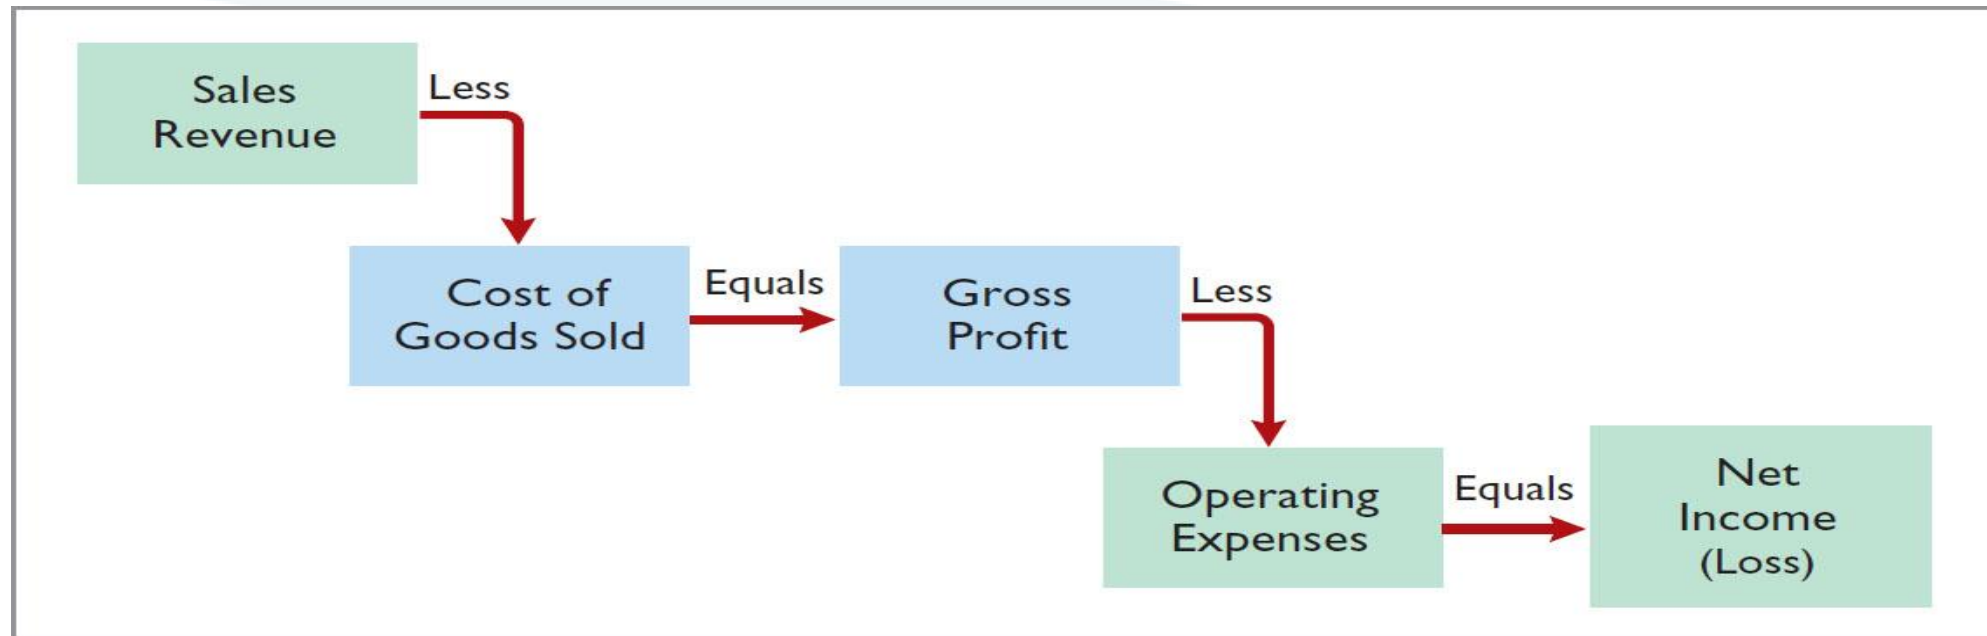 Sales
Revenue
Less
Cost of
Goods Sold
Equals
Gross
Profit
Less
Operating
Expenses
Equals
Net
Income
(Loss)